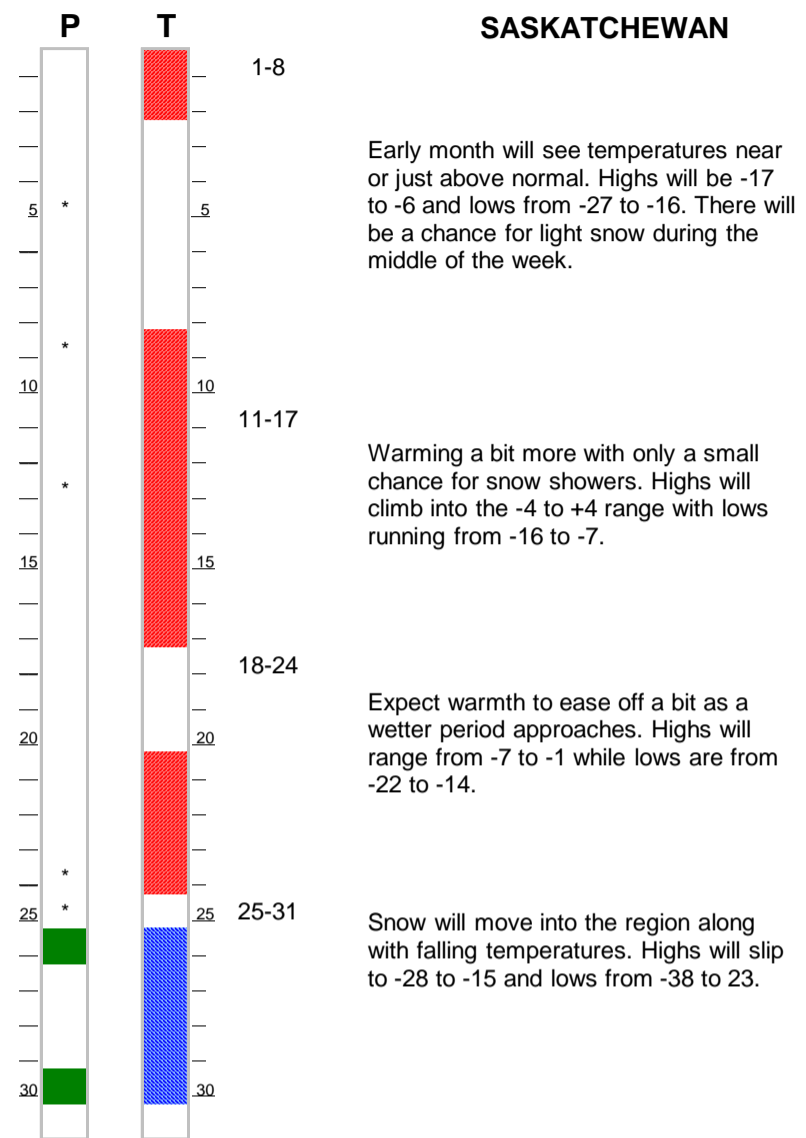 P T SASKATCHEWAN
1-8
Early month will see temperatures near
or just above normal. Highs will be -17
to -6 and lows from -27 to -16. There will
be a chance for light snow during the
middle of the week.
5 * 5
*
10 10
11-17
Warming a bit more with only a small
chance for snow showers. Highs will
climb into the -4 to +4 range with lows
running from -16 to -7.
*
15 15
18-24
Expect warmth to ease off a bit as a
wetter period approaches. Highs will
range from -7 to -1 while lows are from
-22 to -14.
20 20
*
*
25 25
25-31
Snow will move into the region along
with falling temperatures. Highs will slip
to -28 to -15 and lows from -38 to 23.
30 30